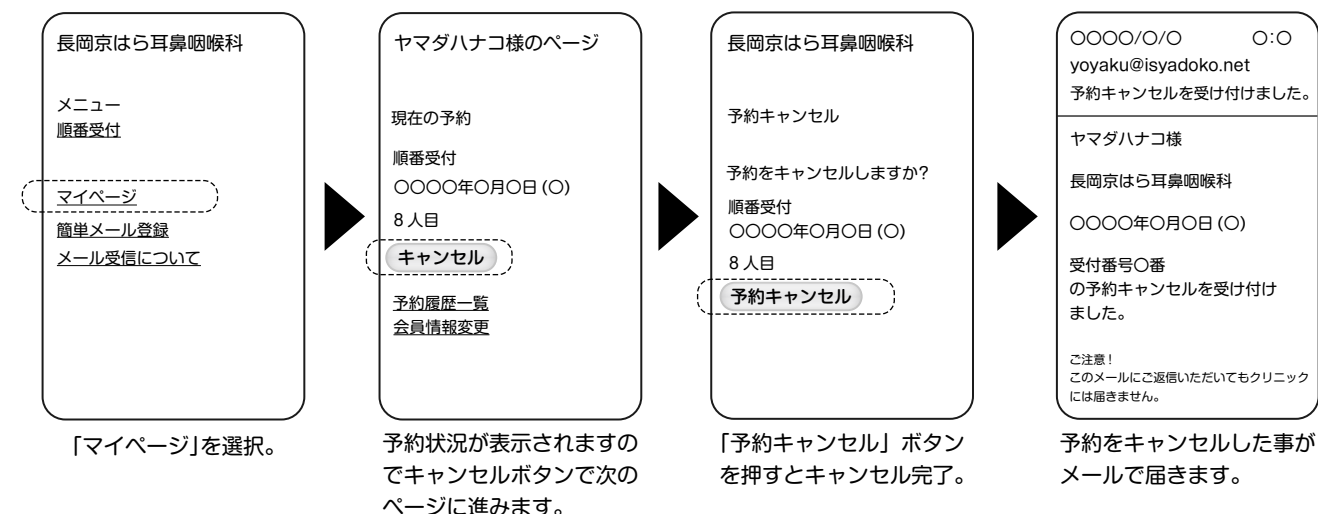 長岡京はら耳鼻咽喉科
メニュー
順番受付
マイページ
簡単メール登録
メール受信について
「マイページ」を選択。
ヤマダハナコ様のページ
現在の予約
順番受付
○○○○年○月○日(○)
8人目
キャンセル
予約履歴一覧
会員情報変更
予約状況が表示されますの
でキャンセルボタンで次の
ページに進みます。
長岡京はら耳鼻咽喉科
予約キャンセル
予約をキャンセルしますか?
順番受付
○○○○年○月○日(○)
8人目
予約キャンセル
「予約キャンセル」ボタン
を押すとキャンセル完了。
○○○○/○/○ ○:○
yoyaku@isyadoko.net
予約キャンセルを受け付けました。
ヤマダハナコ様
長岡京はら耳鼻咽喉科
○○○○年○月○日(○)
受付番号○番
の予約キャンセルを受け付け
ました。
ご注意!
このメールにご返信いただいてもクリニック
には届きません。
予約をキャンセルした事が
メールで届きます。